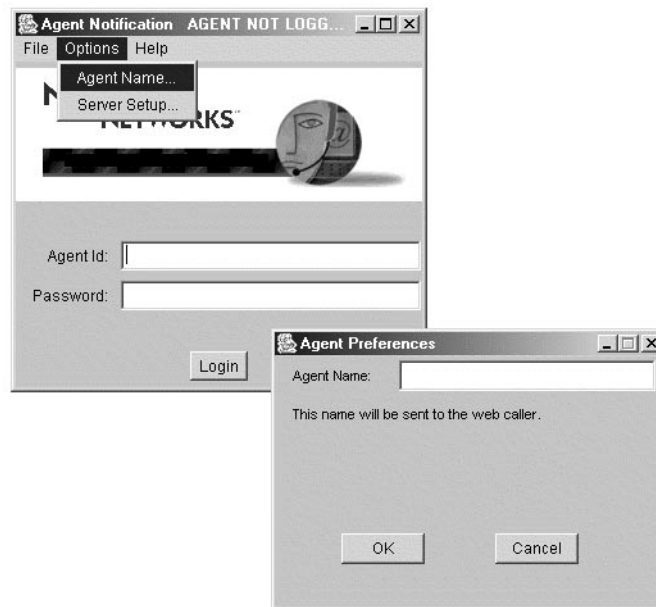 Agent Notification AGENT NOT LOGG...
File Options Help
Agent Name...
Server Setup...
N
NETWORKS
@
Agent Id:
Password:
Login
Agent Preferences
Agent Name:
This name will be sent to the web caller.
OK Cancel